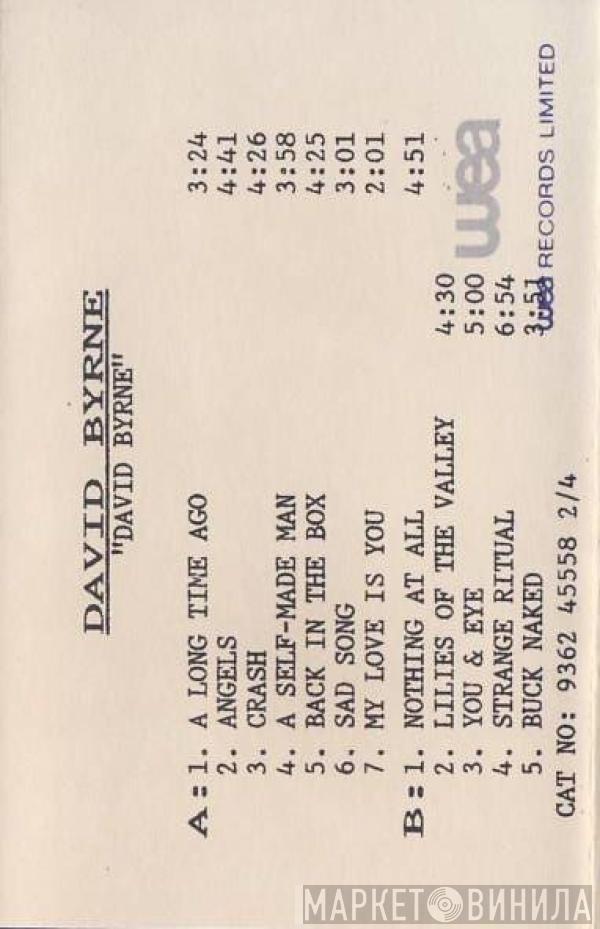 DAVID BYRNE
"DAVID BYRNE"
A: 1. A LONG TIME AGO 3:24
2. ANGELS 4:41
3. CRASH 4:26
4. A SELF-MADE MAN 3:58
5. BACK IN THE BOX 4:25
6. SAD SONG 3:01
7. MY LOVE IS YOU 2:01
B: 1. NOTHING AT ALL 4:51
2. LILIES OF THE VALLEY 4:30
3. YOU & EYE 5:00
4. STRANGE RITUAL 6:54
5. BUCK NAKED 3:51
CAT NO: 9362 45558 2/4
wea
wea RECORDS LIMITED
МАРКЕТ ВИНИЛА